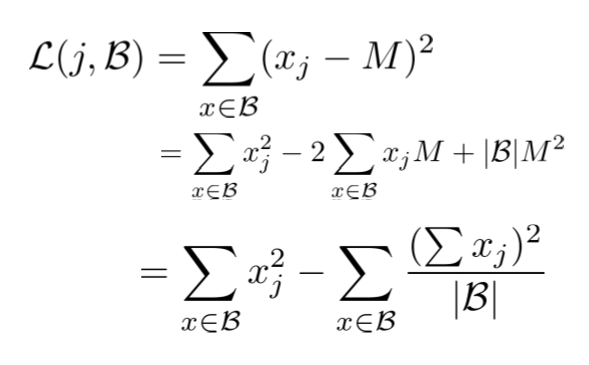 $\mathcal{L}(j, \mathcal{B}) = \sum_{x \in \mathcal{B}} (x_j - M)^2$
$= \sum_{x \in \mathcal{B}} x_j^2 - 2 \sum_{x \in \mathcal{B}} x_j M + |\mathcal{B}| M^2$
$= \sum_{x \in \mathcal{B}} x_j^2 - \sum_{x \in \mathcal{B}} \frac{(\sum x_j)^2}{|\mathcal{B}|}$